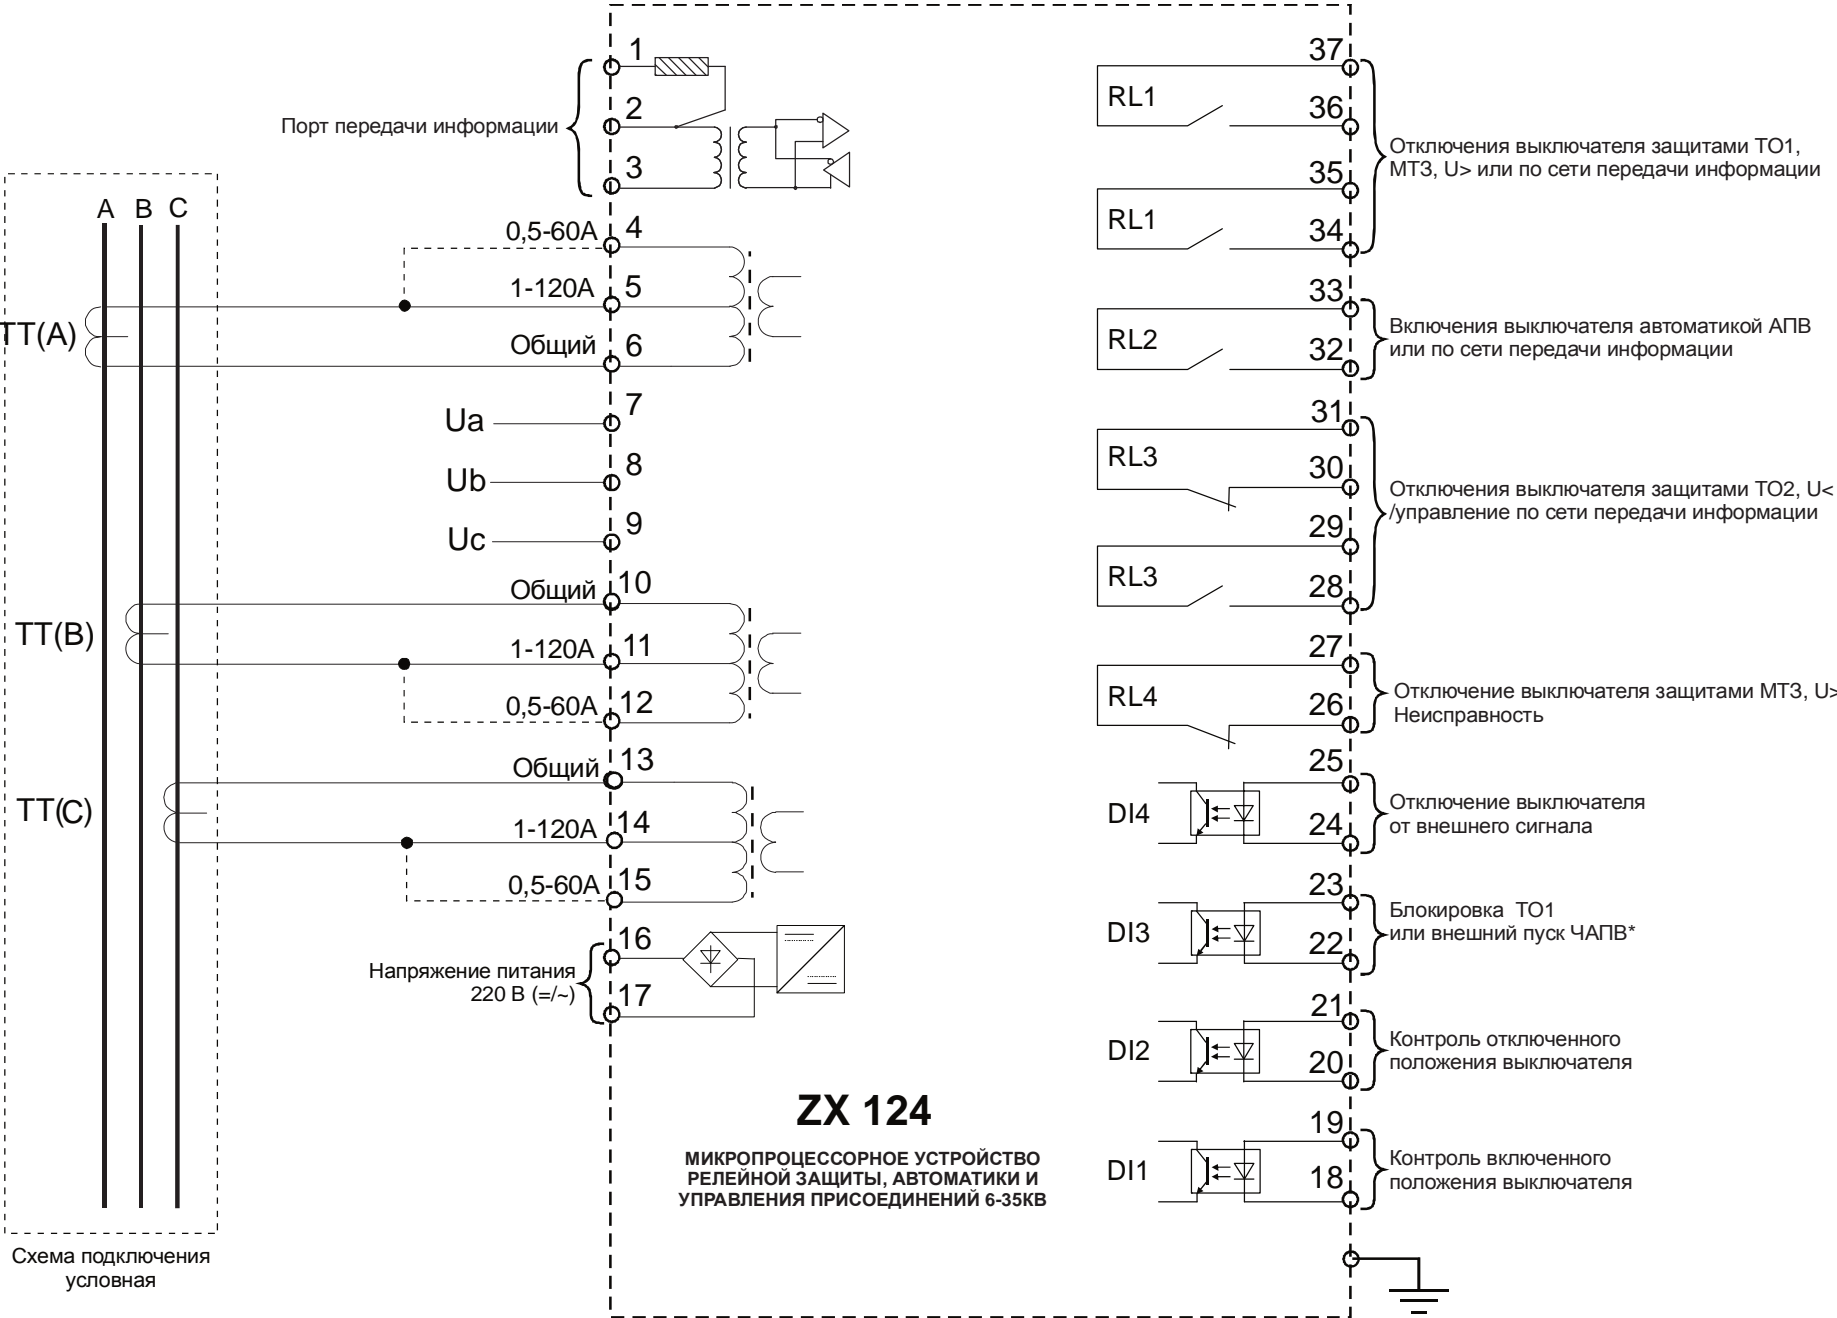 Порт передачи информации
1
2
3
A B C
TT(A)
TT(B)
TT(C)
0,5-60A 4
1-120A 5
Общий 6
Ua 7
Ub 8
Uc 9
Общий 10
1-120A 11
0,5-60A 12
Общий 13
1-120A 14
0,5-60A 15
Напряжение питания
220 В (=/~)
16
17
Схема подключения
условная
ZX 124
МИКРОПРОЦЕССОРНОЕ УСТРОЙСТВО
РЕЛЕЙНОЙ ЗАЩИТЫ, АВТОМАТИКИ И
УПРАВЛЕНИЯ ПРИСОЕДИНЕНИЙ 6-35КВ
RL1
37
36
RL1
35
34
Отключения выключателя защитами ТО1,
МТЗ, U> или по сети передачи информации
RL2
33
32
Включения выключателя автоматикой АПВ
или по сети передачи информации
RL3
31
30
RL3
29
28
Отключения выключателя защитами ТО2, U<
/управление по сети передачи информации
RL4
27
26
Отключение выключателя защитами МТЗ, U>
Неисправность
DI4
25
24
Отключение выключателя
от внешнего сигнала
DI3
23
22
Блокировка ТО1
или внешний пуск ЧАПВ*
DI2
21
20
Контроль отключенного
положения выключателя
DI1
19
18
Контроль включенного
положения выключателя